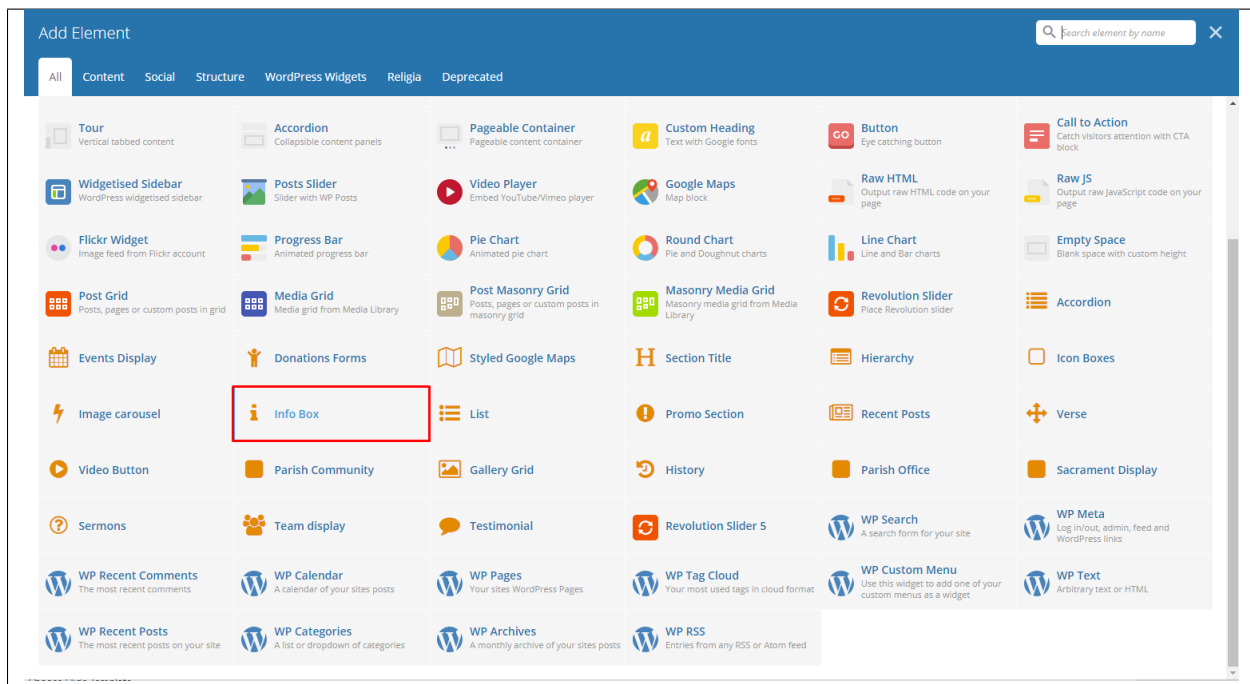 Add Element
Search element by name
All Content Social Structure WordPress Widgets Religia Deprecated
Tour
Vertical tabbed content
Accordion
Collapsible content panels
Pageable Container
Pageable content container
Custom Heading
Text with Google fonts
GO
Button
Eye catching button
Call to Action
Catch visitors attention with CTA
block
Widgetised Sidebar
WordPress widgetised sidebar
Posts Slider
Slider with WP Posts
Video Player
Embed YouTube/Vimeo player
Google Maps
Map block
Raw HTML
Output raw HTML code on your
page
Raw JS
Output raw JavaScript code on your
page
Flickr Widget
Image feed from Flickr account
Progress Bar
Animated progress bar
Pie Chart
Animated pie chart
Round Chart
Pie and Doughnut charts
Line Chart
Line and Bar charts
Empty Space
Blank space with custom height
Post Grid
Posts, pages or custom posts in grid
Media Grid
Media grid from Media Library
Post Masonry Grid
Posts, pages or custom posts in
masonry grid
Masonry Media Grid
Masonry media grid from Media
Library
Revolution Slider
Place Revolution slider
Accordion
Events Display
Donations Forms
Styled Google Maps
Section Title
Hierarchy
Icon Boxes
Image carousel
Info Box
List
Promo Section
Recent Posts
Verse
Video Button
Parish Community
Gallery Grid
History
Parish Office
Sacrament Display
Sermons
Team display
Testimonial
Revolution Slider 5
WP Search
A search form for your site
WP Meta
Log in/out, admin, feed and
WordPress links
WP Recent Comments
The most recent comments
WP Calendar
A calendar of your sites posts
WP Pages
Your sites WordPress Pages
WP Tag Cloud
Your most used tags in cloud format
WP Custom Menu
Use this widget to add one of your
custom menus as a widget
WP Text
Arbitrary text or HTML
WP Recent Posts
The most recent posts on your site
WP Categories
A list or dropdown of categories
WP Archives
A monthly archive of your sites posts
WP RSS
Entries from any RSS or Atom feed